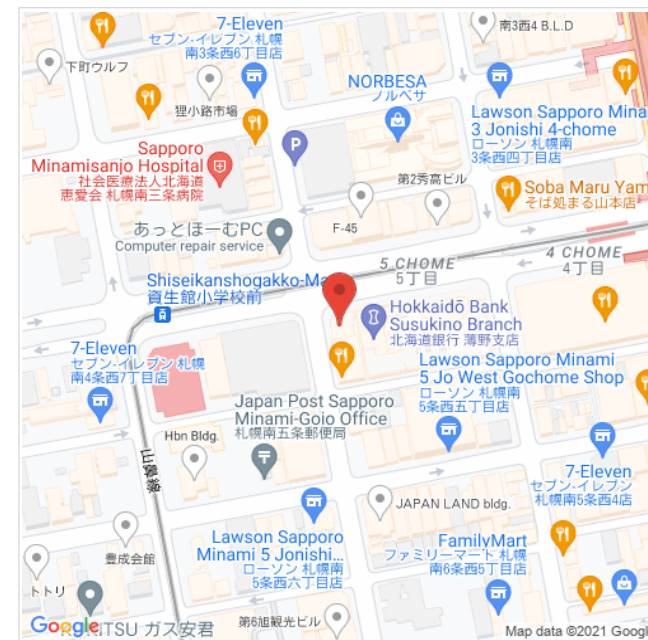 7-Eleven
セブン-イレブン 札幌
南3条西6丁目店
南3西4 B.L.D
下町ウルフ
狸小路市場
NORBESA
ノルベサ
Lawson Sapporo Mina
3 Jonishi 4-chome
ローソン 札幌南
3条西四丁目店
Sapporo
Minamisanjo Hospital
社会医療法人北海道
恵愛会 札幌南三条病院
P
第2秀高ビル
Soba Maru Yam
そば処まる山本店
あっとほーむPC
Computer repair service
F-45
5 CHOME
5丁目
4 CHOME
4丁目
Shiseikanshogakko-Ma
資生館小学校前
Hokkaidō Bank
Susukino Branch
北海道銀行 薄野支店
7-Eleven
セブン-イレブン 札幌
南4条西7丁目店
Lawson Sapporo Minami
5 Jo West Gochome Shop
ローソン 札幌南
5条西五丁目店
Japan Post Sapporo
Minami-Gojo Office
札幌南五条郵便局
Hbn Bldg.
山鼻線
7-Eleven
セブン-イレブン
札幌南5条西4店
JAPAN LAND bldg.
Lawson Sapporo
Minami 5 Jonishi...
ローソン 札幌南
5条西六丁目店
FamilyMart
ファミリーマート 札幌
南6条西5丁目店
豊成会館
トトリ
ITSU ガス安君
第6旭観光ビル
Google
Map data ©2021 Googl